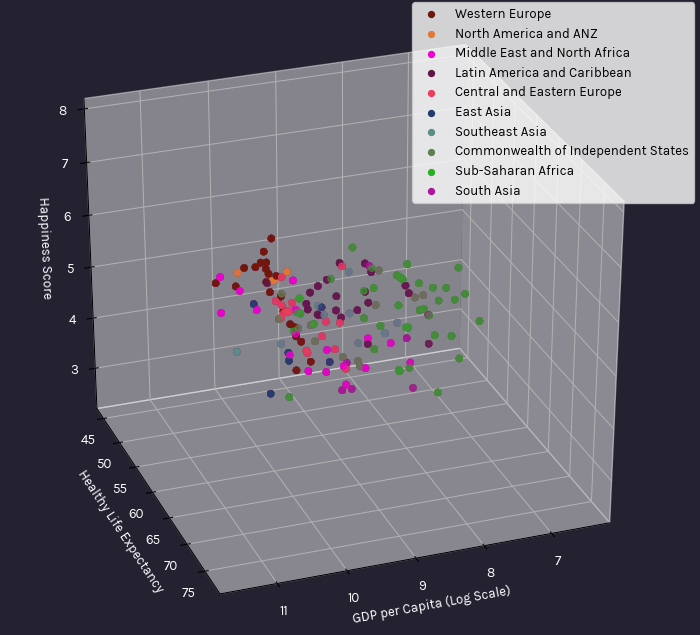 Western Europe
North America and ANZ
Middle East and North Africa
Latin America and Caribbean
Central and Eastern Europe
East Asia
Southeast Asia
Commonwealth of Independent States
Sub-Saharan Africa
South Asia
8
7
6
5
4
3
Happiness Score
45
50
55
60
65
70
75
Healthy Life Expectancy
11
10
9
8
7
GDP per Capita (Log Scale)